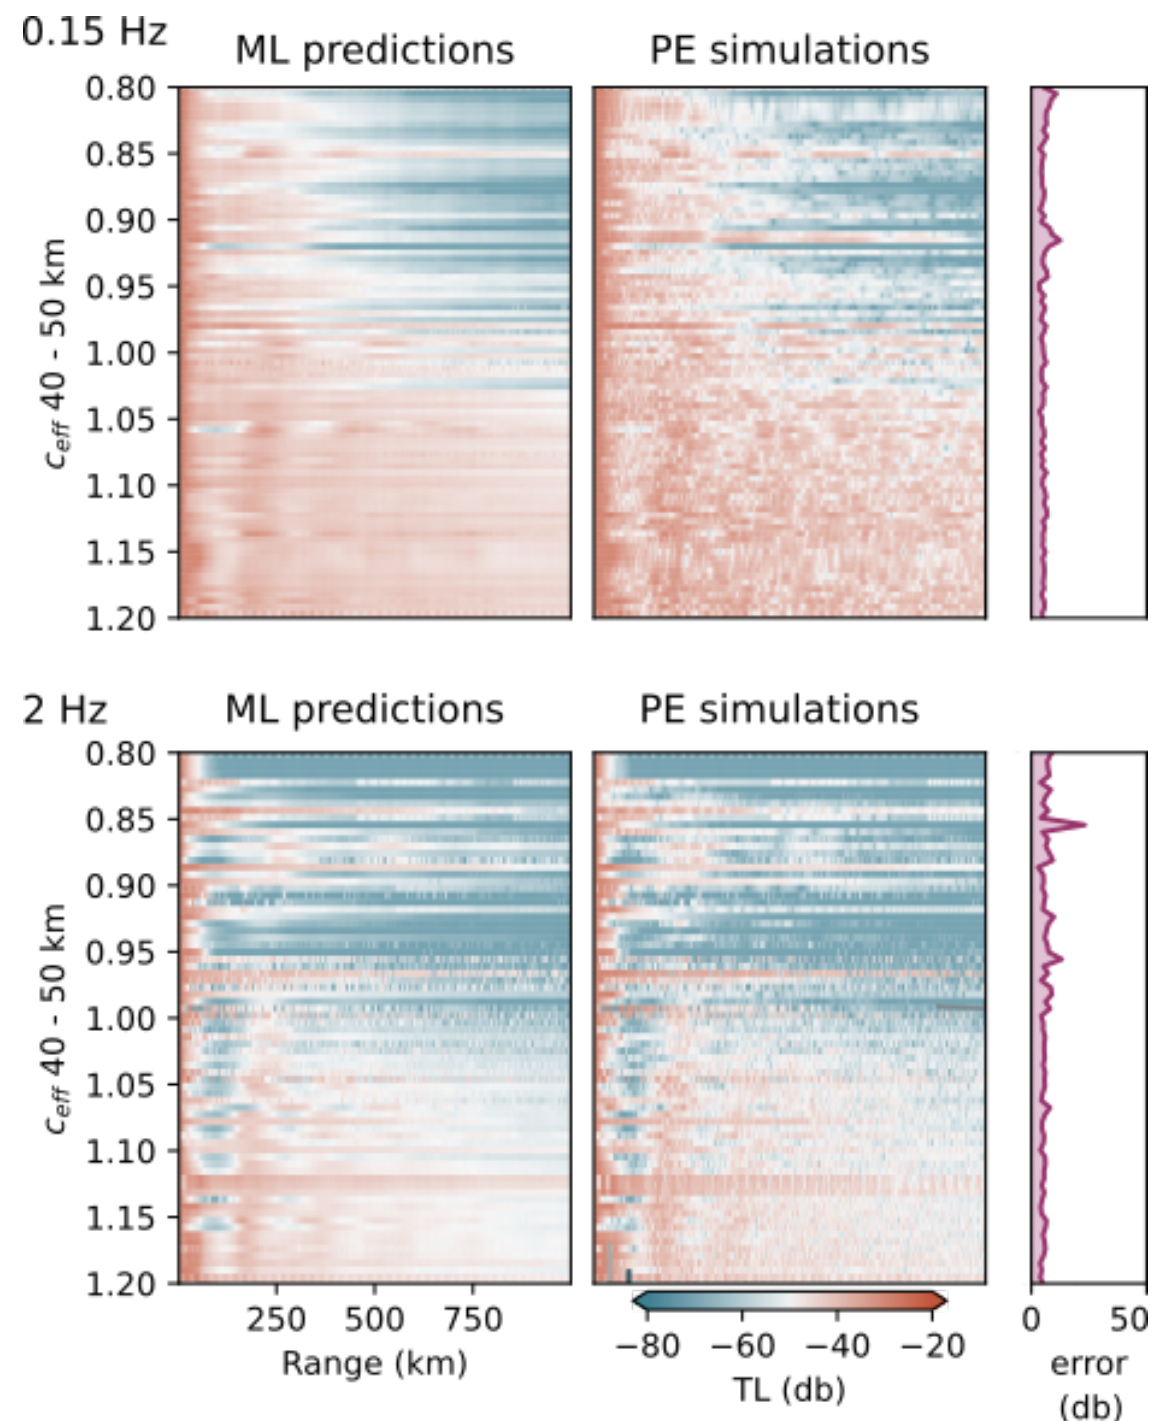 0.15 Hz
ML predictions
PE simulations
0.80
0.85
0.90
0.95
1.00
1.05
1.10
1.15
1.20
c_eff 40 - 50 km
2 Hz
ML predictions
PE simulations
0.80
0.85
0.90
0.95
1.00
1.05
1.10
1.15
1.20
c_eff 40 - 50 km
250 500 750
Range (km)
−80 −60 −40 −20
TL (db)
0 50
error
(db)